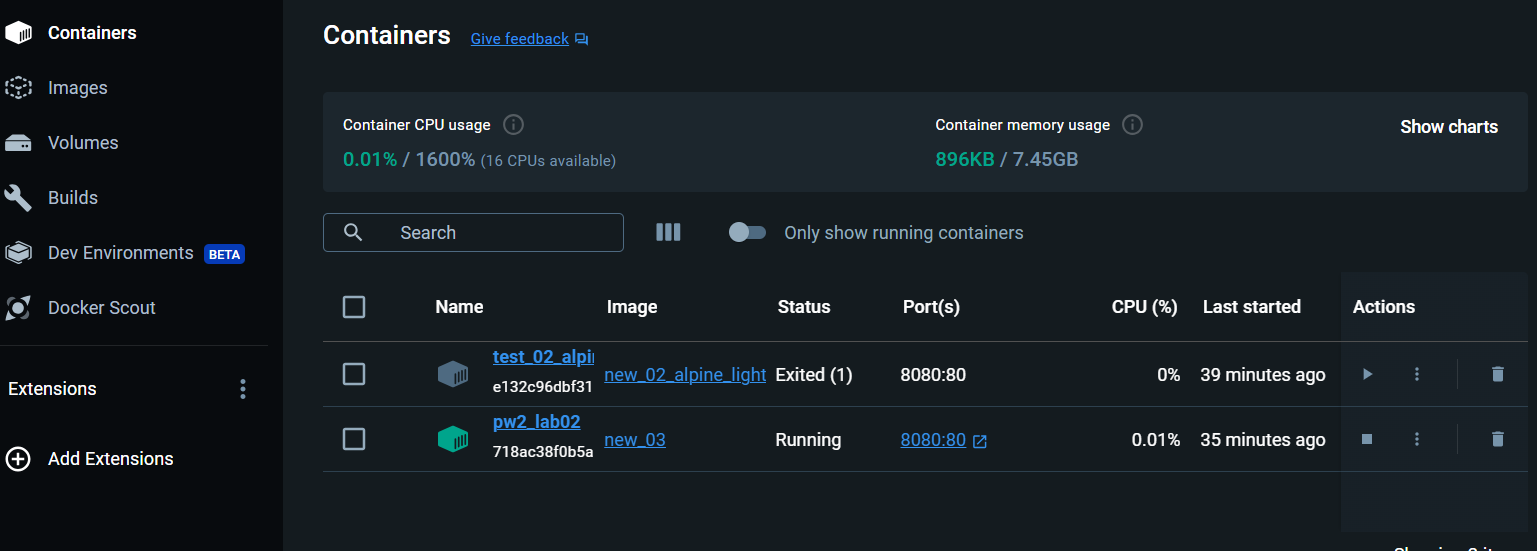 Containers
Images
Volumes
Builds
Dev Environments BETA
Docker Scout
Extensions
Add Extensions
Containers Give feedback
Container CPU usage
0.01% / 1600% (16 CPUs available)
Container memory usage
896KB / 7.45GB
Show charts
Search
Only show running containers
Name Image Status Port(s) CPU (%) Last started Actions
test_02_alpi
e132c96dbf31
new_02_alpine_light Exited (1) 8080:80 0% 39 minutes ago
pw2_lab02
718ac38f0b5a
new_03 Running 8080:80 0.01% 35 minutes ago